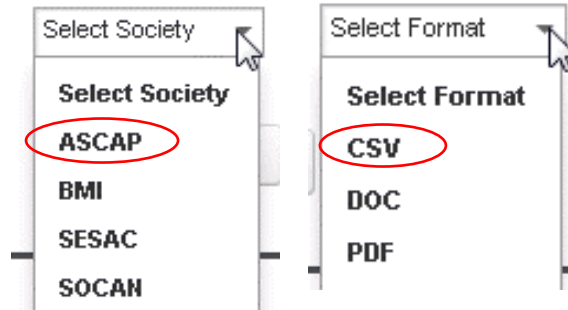 Select Society
Select Society
ASCAP
BMI
SESAC
SOCAN
Select Format
Select Format
CSV
DOC
PDF